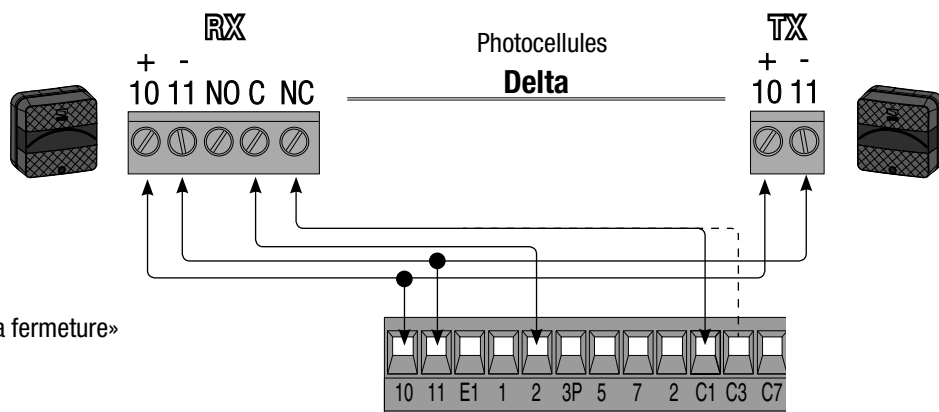 RX
Photocellules
Delta
TX
+ -
10 11 NO C NC
+ -
10 11
a fermeture»
10 11 E1 1 2 3P 5 7 2 C1 C3 C7